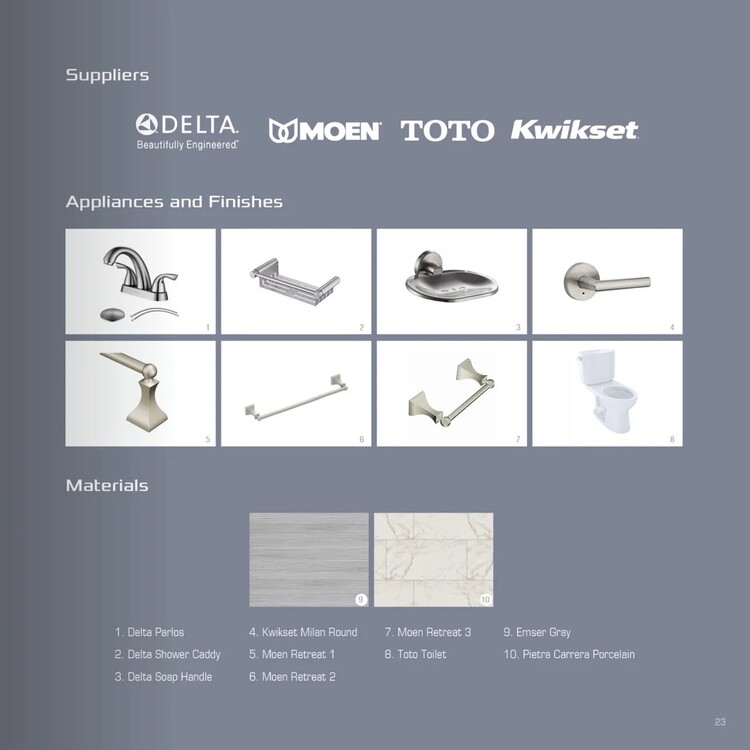 Suppliers
DELTA.
Beautifully Engineered™
MOEN®
TOTO
Kwikset
Appliances and Finishes
1
2
3
4
5
6
7
8
Materials
9
10
1. Delta Parlos
4. Kwikset Milan Round
7. Moen Retreat 3
9. Emser Gray
2. Delta Shower Caddy
5. Moen Retreat 1
8. Toto Toilet
10. Pietra Carrera Porcelain
3. Delta Soap Handle
6. Moen Retreat 2
23